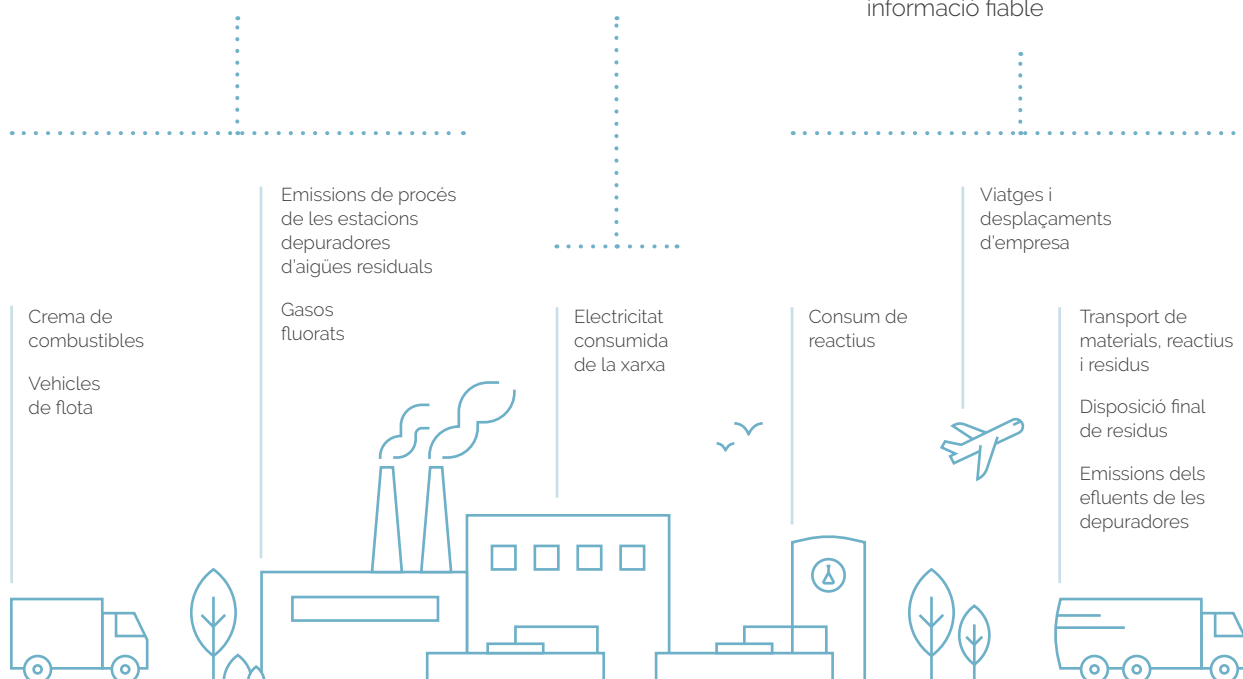 informació fiable
Emissions de procés
de les estacions
depuradores
d'aigües residuals
Gasos
fluorats
Crema de
combustibles
Vehicles
de flota
Electricitat
consumida
de la xarxa
Consum de
reactius
Viatges i
desplaçaments
d'empresa
Transport de
materials, reactius
i residus
Disposició final
de residus
Emissions dels
efluents de les
depuradores